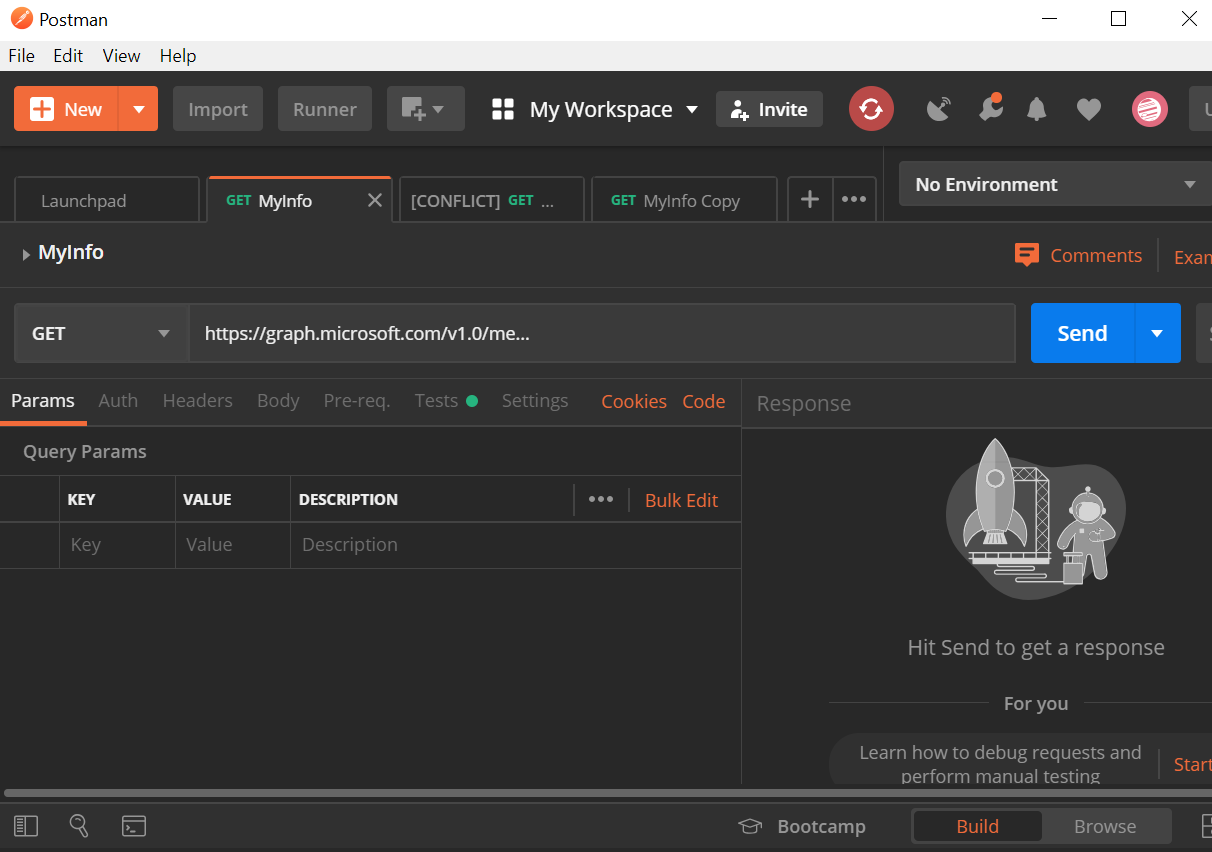 Postman
File Edit View Help
New Import Runner My Workspace Invite
Launchpad GET MyInfo [CONFLICT] GET ... GET MyInfo Copy No Environment
MyInfo Comments Exam
GET https://graph.microsoft.com/v1.0/me... Send
Params Auth Headers Body Pre-req. Tests Settings Cookies Code Response
Query Params
KEY VALUE DESCRIPTION Bulk Edit
Key Value Description
Hit Send to get a response
For you
Learn how to debug requests and
perform manual testing
Start
Bootcamp Build Browse